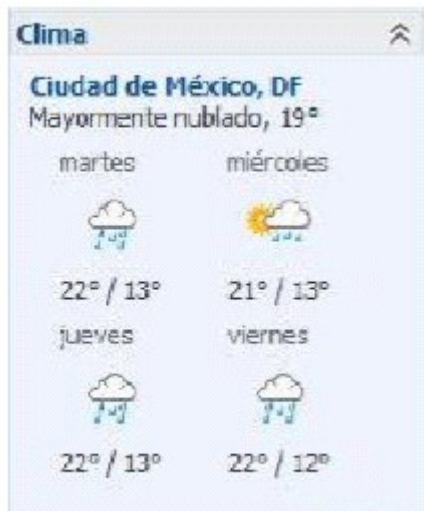 Clima
Ciudad de México, DF
Mayormente nublado, 19°
martes miércoles
22° / 13° 21° / 13°
jueves viernes
22° / 13° 22° / 12°